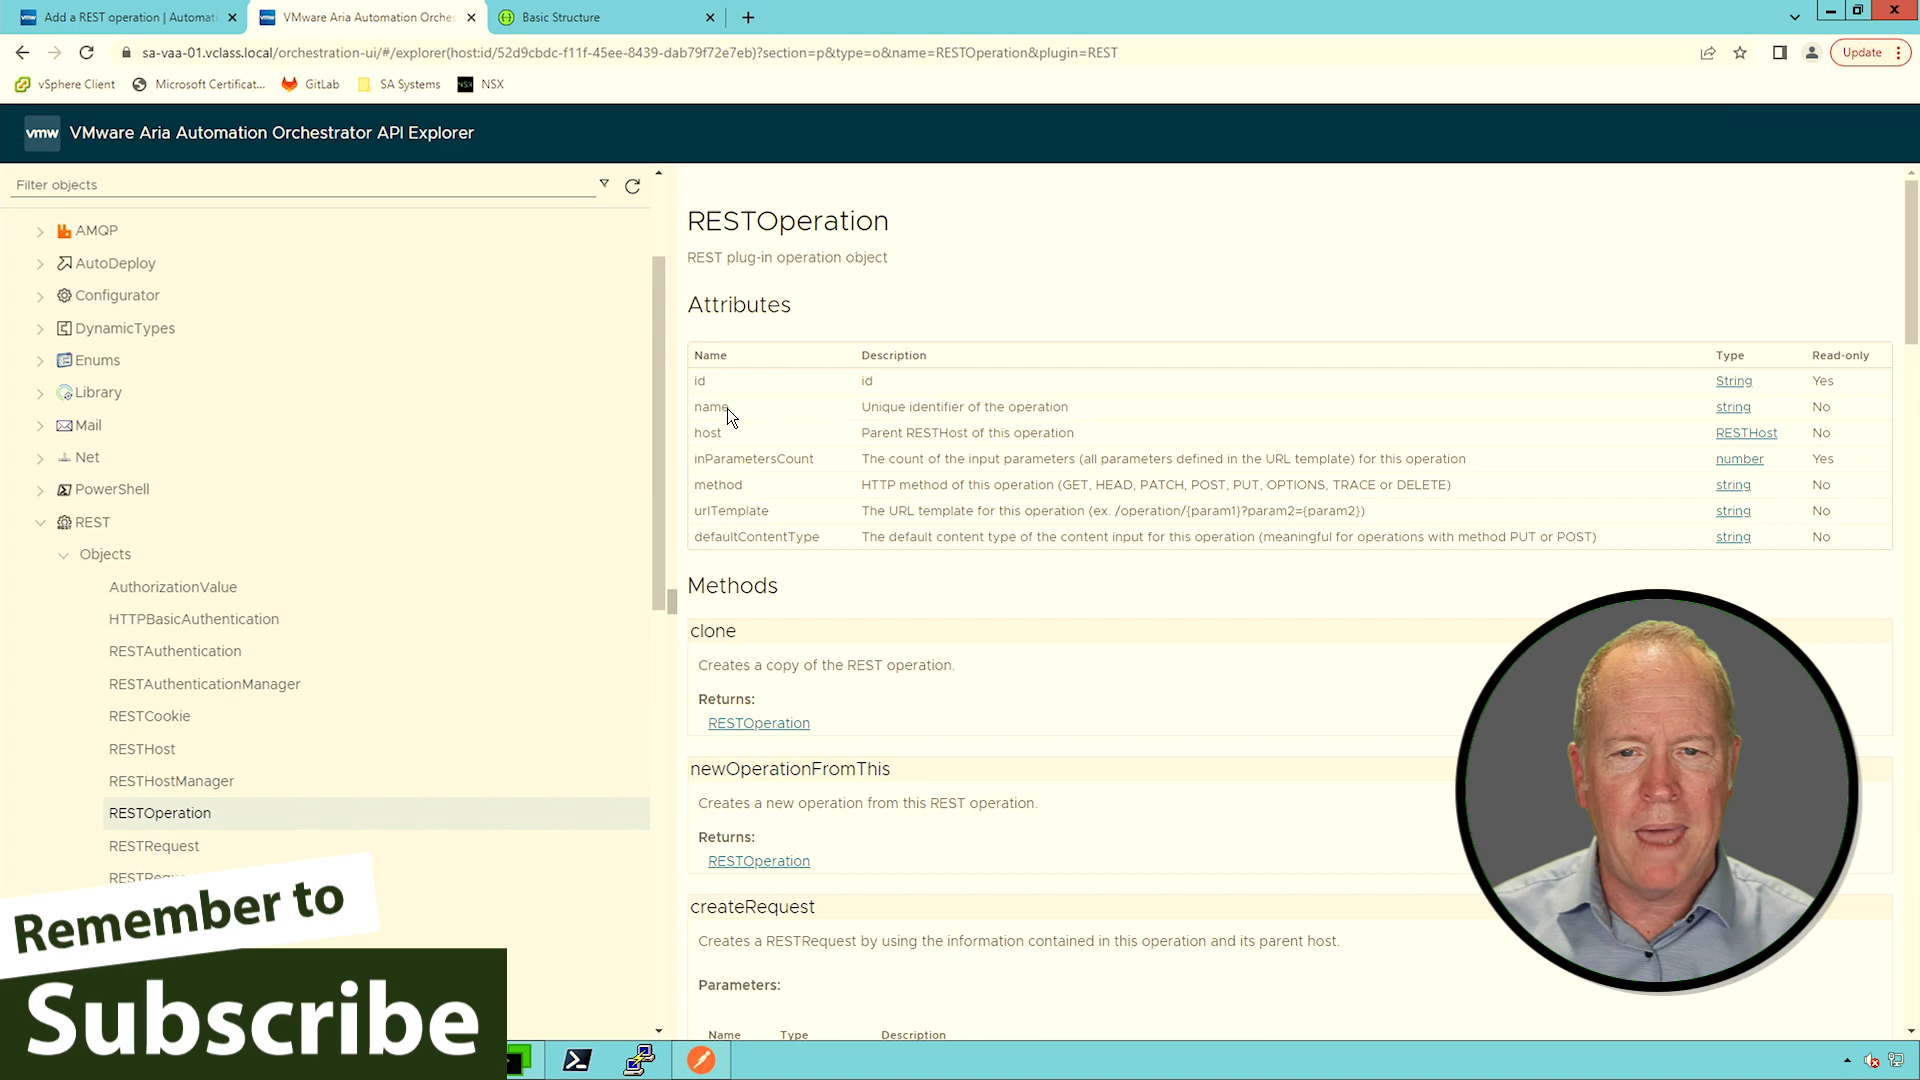 vmw Add a REST operation | Automat
vmw VMware Aria Automation Orches
Basic Structure
sa-vaa-01.vclass.local/orchestration-ui/#/explorer(host:id/52d9cbdc-f11f-45ee-8439-dab79f72e7eb)?section=p&type=o&name=RESTOperation&plugin=REST
Update
vSphere Client
Microsoft Certificat...
GitLab
SA Systems
NSX NSX
vmw VMware Aria Automation Orchestrator API Explorer
Filter objects
AMQP
AutoDeploy
Configurator
DynamicTypes
Enums
Library
Mail
Net
PowerShell
REST
Objects
AuthorizationValue
HTTPBasicAuthentication
RESTAuthentication
RESTAuthenticationManager
RESTCookie
RESTHost
RESTHostManager
RESTOperation
RESTRequest
Remember to
Subscribe
RESTOperation
REST plug-in operation object
Attributes
Name Description Type Read-only
id id String Yes
name Unique identifier of the operation string No
host Parent RESTHost of this operation RESTHost No
inParametersCount The count of the input parameters (all parameters defined in the URL template) for this operation number Yes
method HTTP method of this operation (GET, HEAD, PATCH, POST, PUT, OPTIONS, TRACE or DELETE) string No
urlTemplate The URL template for this operation (ex. /operation/{param1}?param2={param2}) string No
defaultContentType The default content type of the content input for this operation (meaningful for operations with method PUT or POST) string No
Methods
clone
Creates a copy of the REST operation.
Returns:
RESTOperation
newOperationFromThis
Creates a new operation from this REST operation.
Returns:
RESTOperation
createRequest
Creates a RESTRequest by using the information contained in this operation and its parent host.
Parameters:
Name Type Description